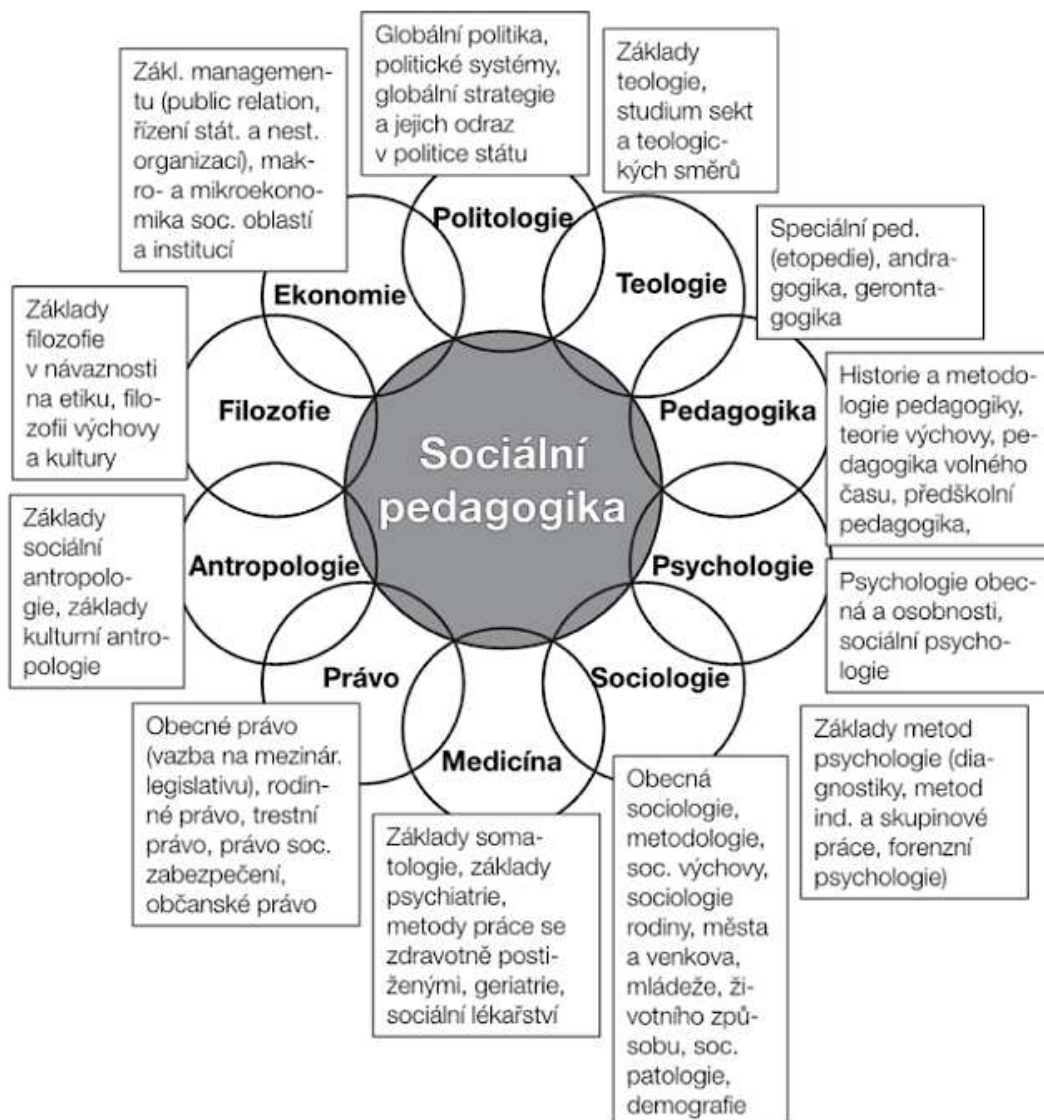 Globální politika,
politické systémy,
globální strategie
a jejich odraz
v politice státu
Základy
teologie,
studium sekt
a teologic-
kých směrů
Zákl. managemen-
tu (public relation,
řízení stát. a nest.
organizací), mak-
ro- a mikroekono-
mika soc. oblastí
a institucí
Politologie
Teologie
Ekonomie
Speciální ped.
(etopedie), andra-
gogika, geronta-
gogika
Základy
filozofie
v návaznosti
na etiku, filo-
zofii výchovy
a kultury
Filozofie
Pedagogika
Historie a metodo-
logie pedagogiky,
teorie výchovy, pe-
dagogika volného
času, předškolní
pedagogika,
Sociální
pedagogika
Základy
sociální
antropolo-
gie, základy
kulturní antro-
pologie
Antropologie
Psychologie
Psychologie obec-
ná a osobnosti,
sociální psycho-
logie
Právo
Sociologie
Medicína
Základy metod
psychologie (dia-
gnostiky, metod
ind. a skupinové
práce, forenzní
psychologie)
Obecné právo
(vazba na mezinár.
legislativu), rodin-
né právo, trestní
právo, právo soc.
zabezpečení,
občanské právo
Základy soma-
tologie, základy
psychiatrie,
metody práce se
zdravotně posti-
ženými, geriatrie,
sociální lékařství
Obecná
sociologie,
metodologie,
soc. výchovy,
sociologie
rodiny, města
a venkova,
mládeže, ži-
votního způ-
sobu, soc.
patologie,
demografie